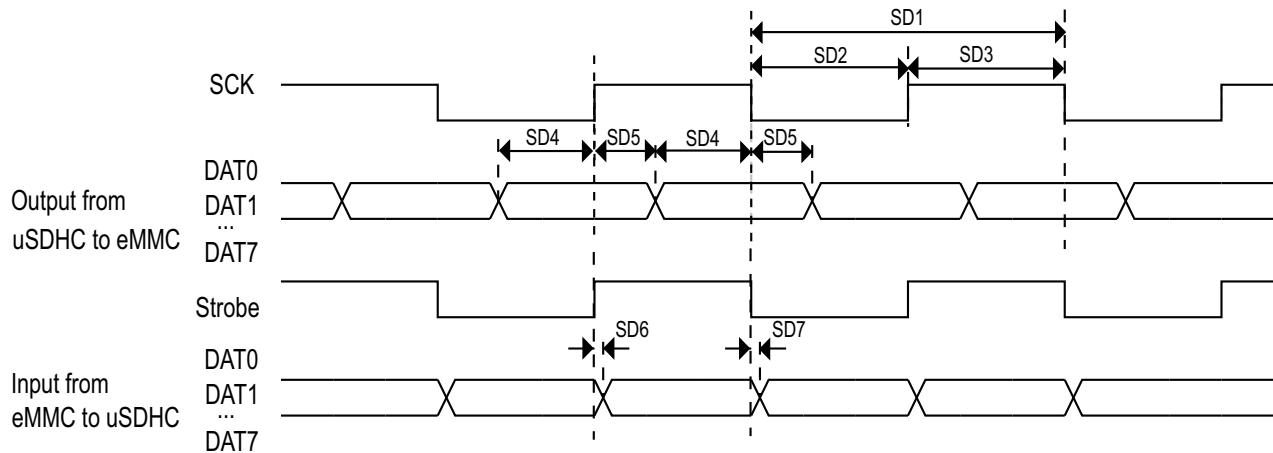 SD1
SD2 SD3
SCK
SD4 SD5 SD4 SD5
Output from
uSDHC to eMMC
DAT0
DAT1
...
DAT7
Strobe
SD6 SD7
Input from
eMMC to uSDHC
DAT0
DAT1
...
DAT7